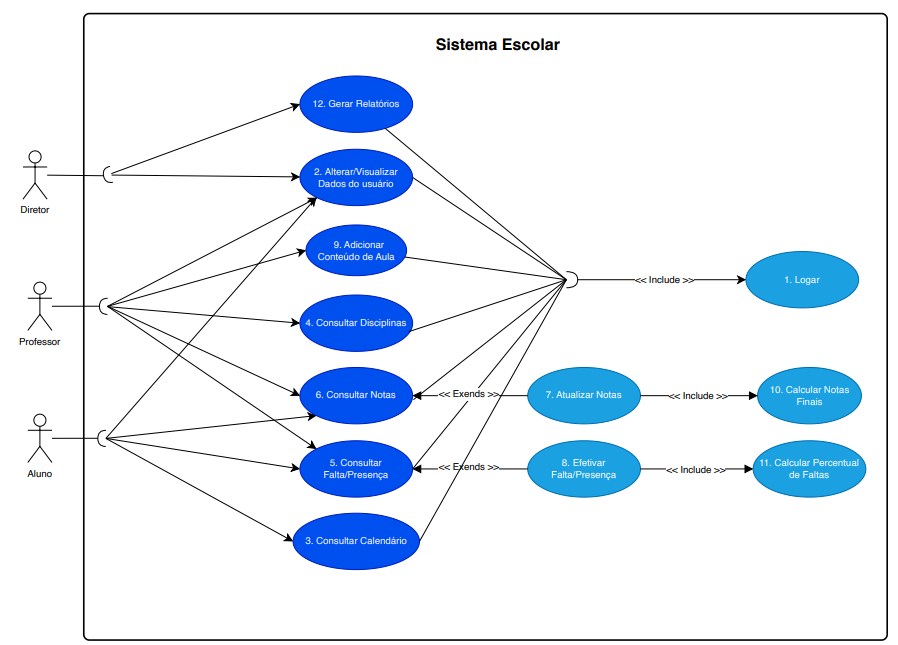 Sistema Escolar
12. Gerar Relatórios
2. Alterar/Visualizar
Dados do usuário
Diretor
9. Adicionar
Conteúdo de Aula
<< Include >>
1. Logar
4. Consultar Disciplinas
Professor
6. Consultar Notas
<< Exends >>
7. Atualizar Notas
<< Include >>
10. Calcular Notas
Finais
5. Consultar
Falta/Presença
<< Exends >>
8. Efetivar
Falta/Presença
<< Include >>
11. Calcular Percentual
de Faltas
Aluno
3. Consultar Calendário